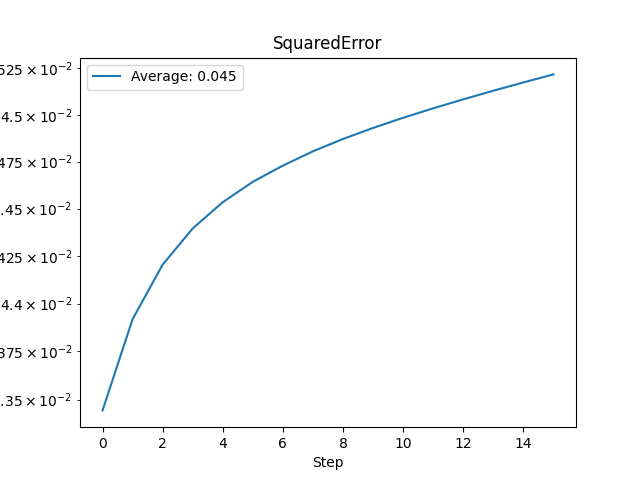 SquaredError
Average: 0.045
525 × 10⁻²
4.5 × 10⁻²
475 × 10⁻²
.45 × 10⁻²
425 × 10⁻²
4.4 × 10⁻²
375 × 10⁻²
.35 × 10⁻²
0 2 4 6 8 10 12 14
Step